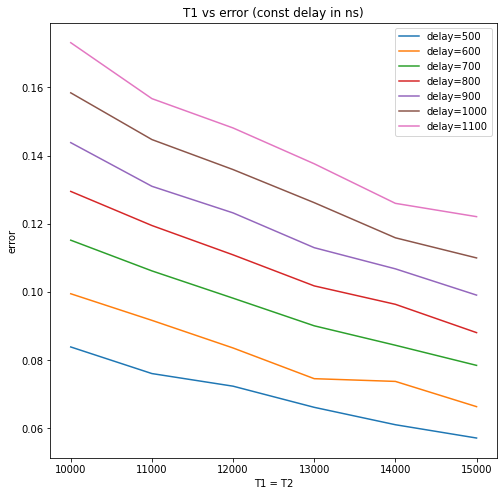 T1 vs error (const delay in ns)
delay=500
delay=600
delay=700
delay=800
delay=900
delay=1000
delay=1100
error
0.16
0.14
0.12
0.10
0.08
0.06
10000 11000 12000 13000 14000 15000
T1 = T2